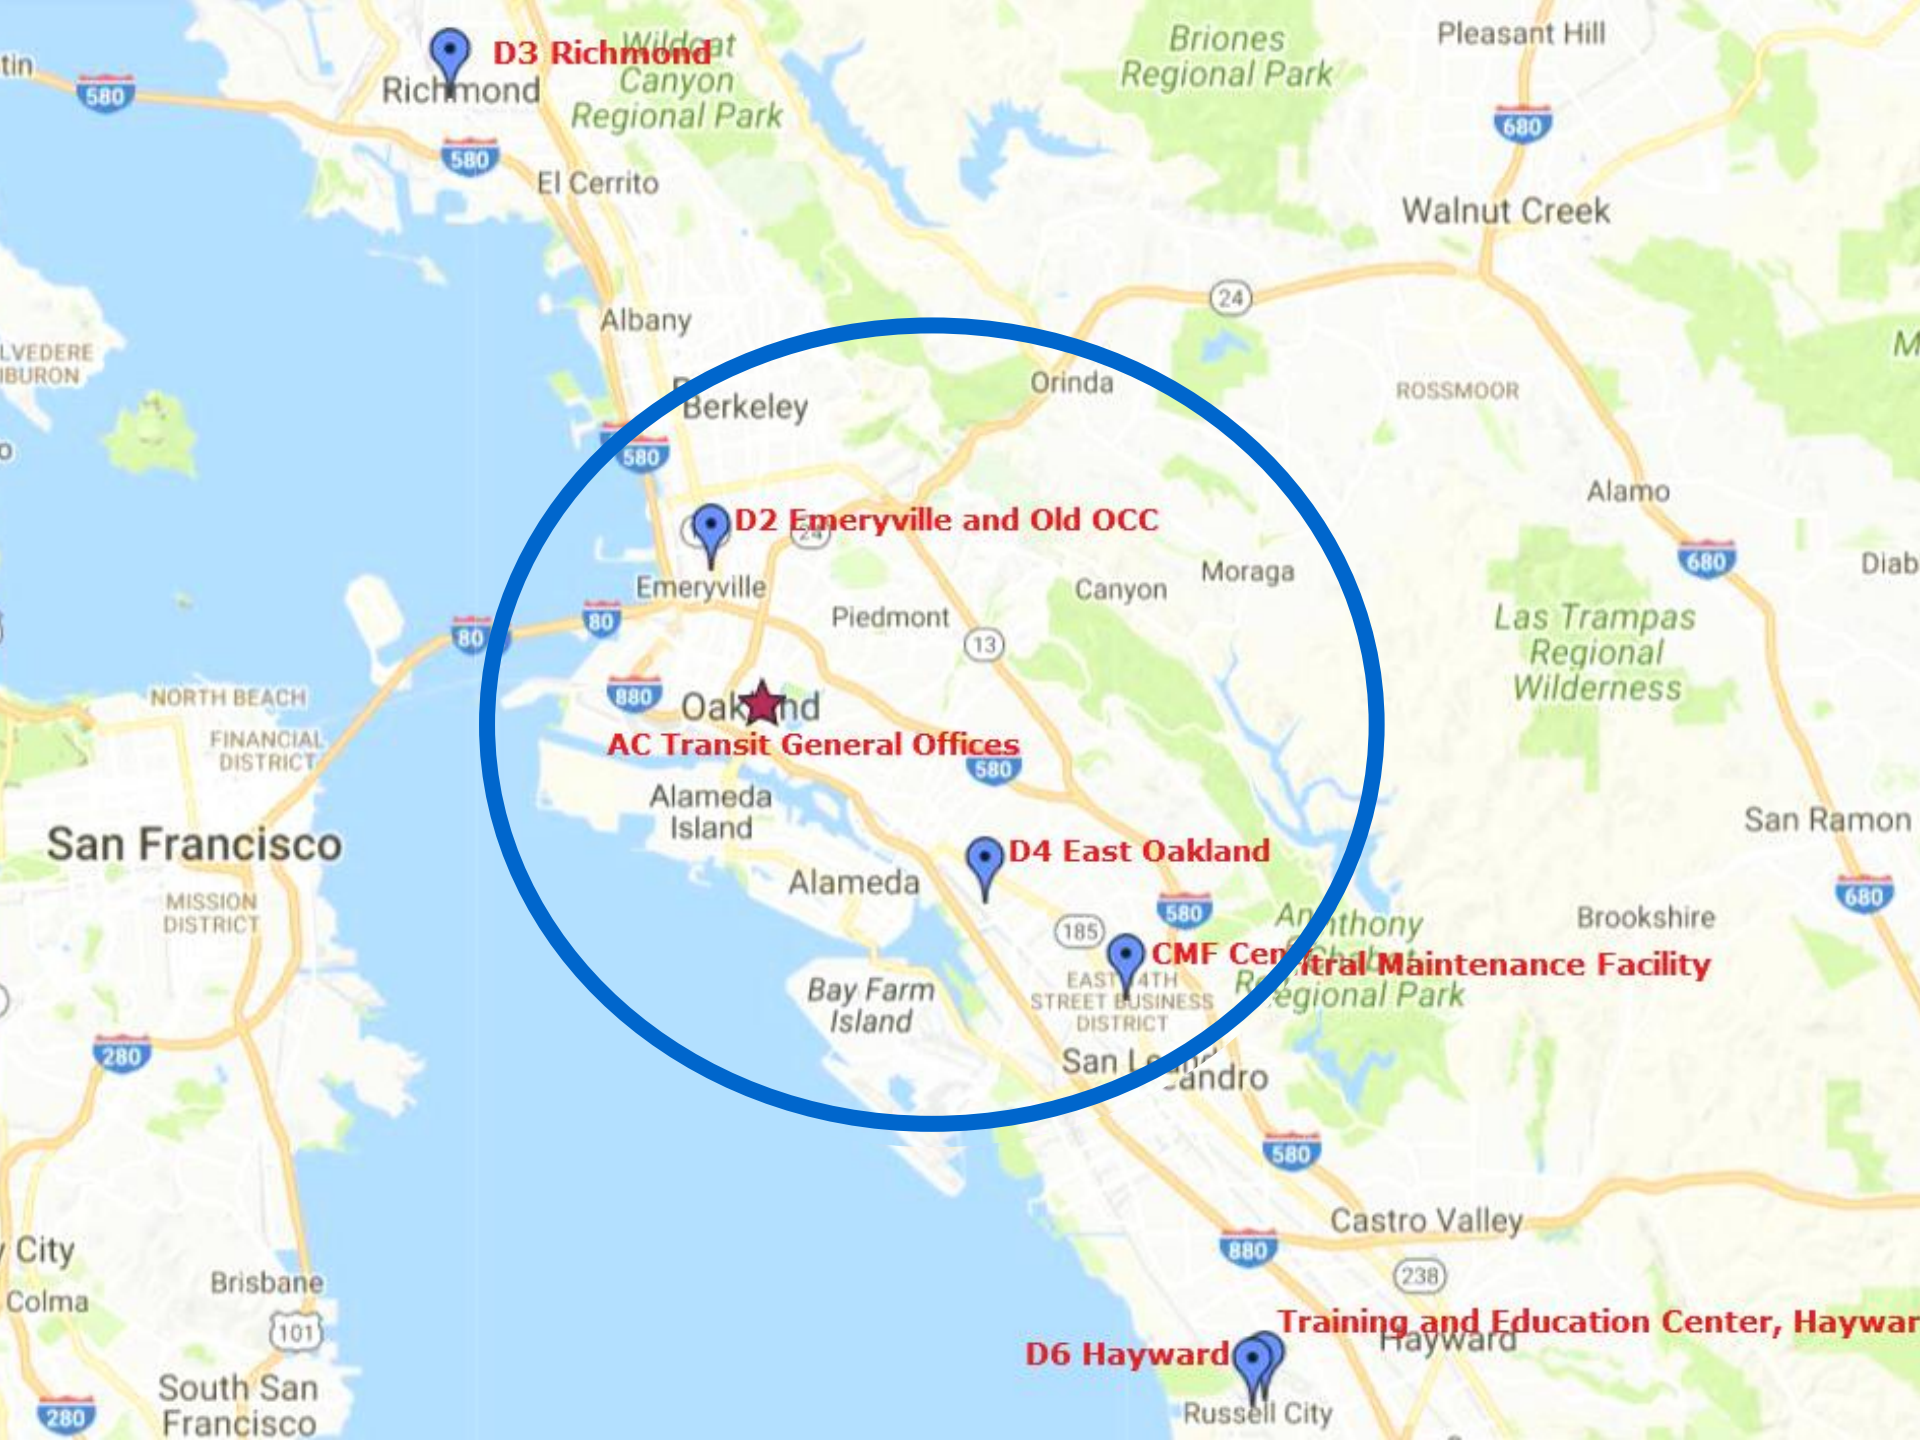 Pleasant Hill
Briones
Regional Park
D3 Richmond
Wildcat
Canyon
Regional Park
tin
580
Richmond
680
580
El Cerrito
Walnut Creek
24
Albany
LVEDERE
IBURON
M
Orinda
ROSSMOOR
Berkeley
580
Alamo
D2 Emeryville and Old OCC
24
680
Diab
Moraga
Canyon
Emeryville
Piedmont
Las Trampas
Regional
Wilderness
80
80
13
880
NORTH BEACH
Oakland
FINANCIAL
DISTRICT
AC Transit General Offices
580
Alameda
Island
San Ramon
San Francisco
D4 East Oakland
Alameda
680
MISSION
DISTRICT
580
185
Brookshire
Anthony
Chabot
Regional Park
CMF Central Maintenance Facility
EAST 14TH
STREET BUSINESS
DISTRICT
Bay Farm
Island
280
San Leandro
580
Castro Valley
880
y City
238
Brisbane
Colma
101
Training and Education Center, Haywar
Hayward
D6 Hayward
South San
Francisco
280
Russell City